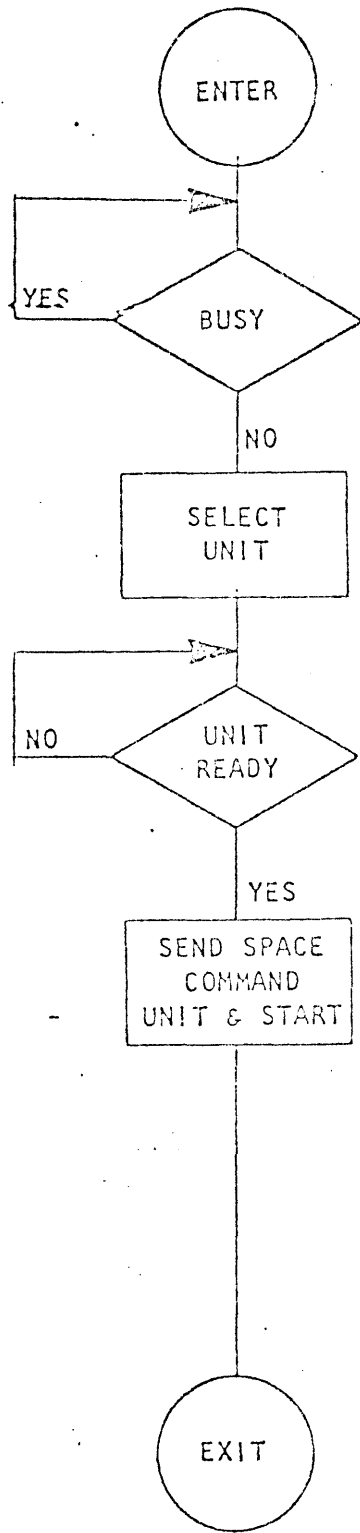 ENTER
YES
BUSY
NO
SELECT
UNIT
NO
UNIT
READY
YES
SEND SPACE
COMMAND
UNIT & START
EXIT